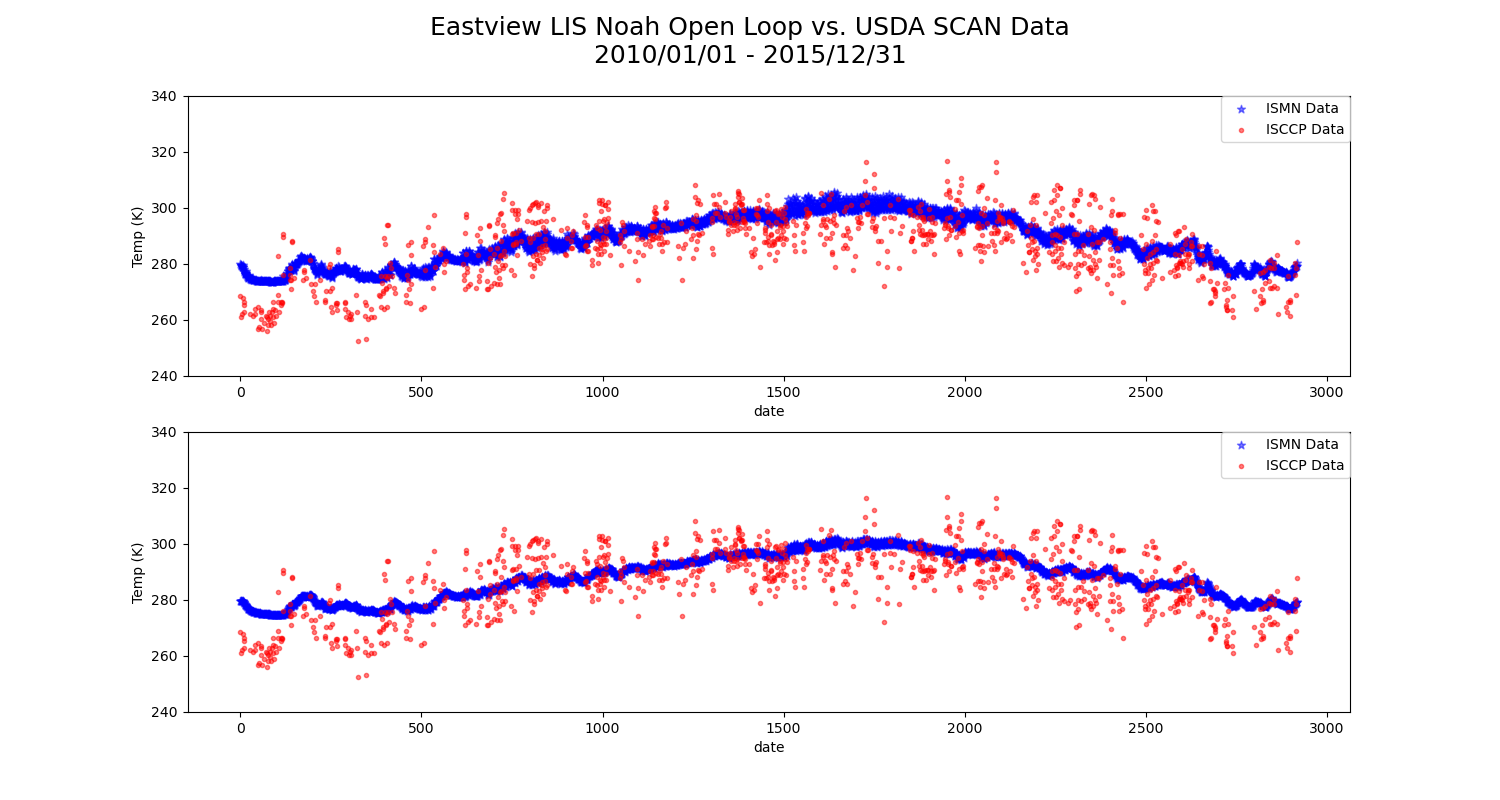 Eastview LIS Noah Open Loop vs. USDA SCAN Data
2010/01/01 - 2015/12/31
340
320
300
280
260
240
Temp (K)
ISMN Data
ISCCP Data
0 500 1000 1500 2000 2500 3000
date
340
320
300
280
260
240
Temp (K)
ISMN Data
ISCCP Data
0 500 1000 1500 2000 2500 3000
date